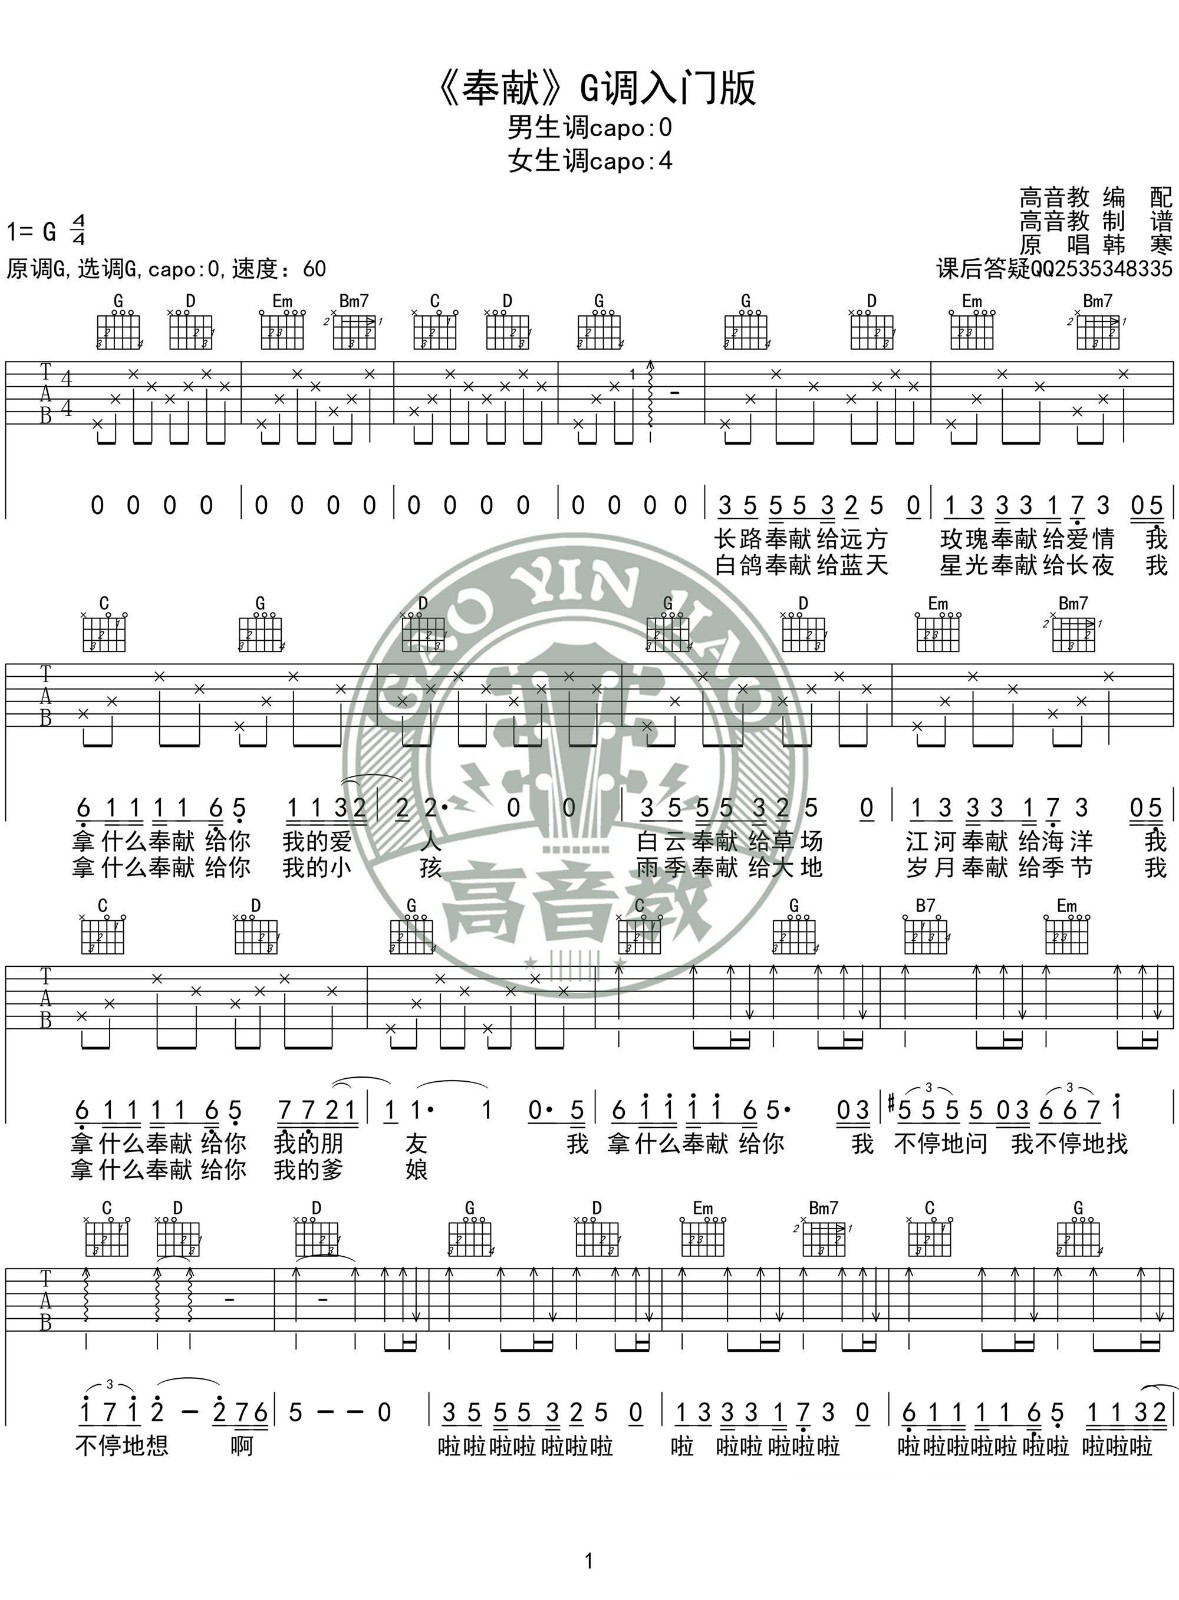 《奉献》G调入门版
男生调capo:0
女生调capo:4
高音教 编 配
高音教 制 谱
原 唱 韩 寒
课后答疑QQ2535348335
1= G 4/4
原调G,选调G,capo:0,速度：60
G D Em Bm7 C D G G D Em Bm7
T A B 4/4
0 0 0 0 | 0 0 0 0 | 0 0 0 0 | 0 0 0 0 | 3 5 5 5 3 2 5 0 | 1 3 3 3 1 7 3 0 5
长路奉献给远方 玫瑰奉献给爱情 我
白鸽奉献给蓝天 星光奉献给长夜 我
C G D G D Em Bm7
T A B
6 1 1 1 1 6 5 1 1 3 2 | 2 2· 0 0 | 3 5 5 5 3 2 5 0 | 1 3 3 3 1 7 3 0 5
拿什么奉献给你 我的爱 人 白云奉献给草场 江河奉献给海洋 我
拿什么奉献给你 我的小 孩 雨季奉献给大地 岁月奉献给季节 我
C D G C G B7 Em
T A B
6 1 1 1 1 6 5 7 7 2 1 | 1 1· 1 0· 5 | 6 1 1 1 1 6 5· 0 3 | #5 5 5 5 0 3 6 6 7 1
拿什么奉献给你 我的朋 友 我 拿什么奉献给你 我 不停地问 我不停地找
拿什么奉献给你 我的爹 娘
C D D G D Em Bm7 C G
T A B
1 7 1 2 － 2 7 6 | 5 － － 0 | 3 5 5 5 3 2 5 0 | 1 3 3 3 1 7 3 0 | 6 1 1 1 1 6 5 1 1 3 2
不停地想 啊 啦啦啦啦 啦啦啦 啦 啦啦啦啦啦 啦啦啦啦啦 啦啦 啦啦啦
GAO YIN JIAO
高音教
1